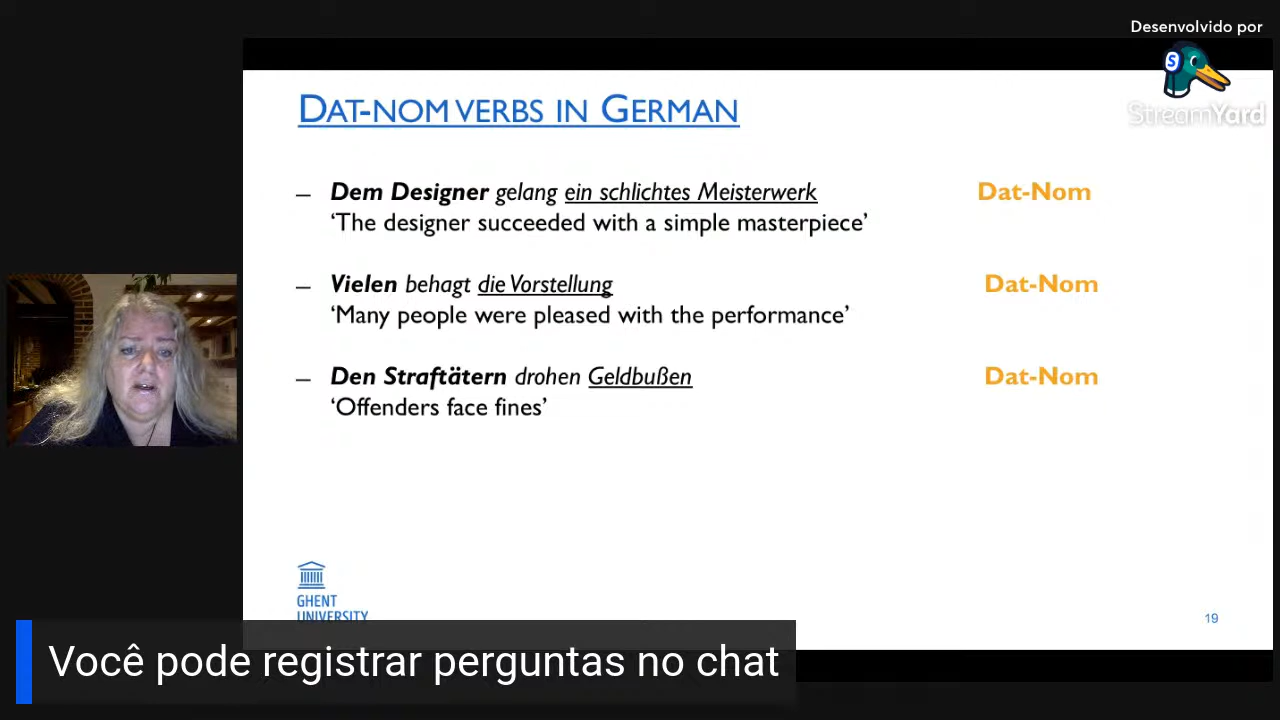 Desenvolvido por
StreamYard
DAT-NOM VERBS IN GERMAN
– Dem Designer gelang ein schlichtes Meisterwerk Dat-Nom
‘The designer succeeded with a simple masterpiece’
– Vielen behagt die Vorstellung Dat-Nom
‘Many people were pleased with the performance’
– Den Straftätern drohen Geldbußen Dat-Nom
‘Offenders face fines’
GHENT
UNIVERSITY
19
Você pode registrar perguntas no chat